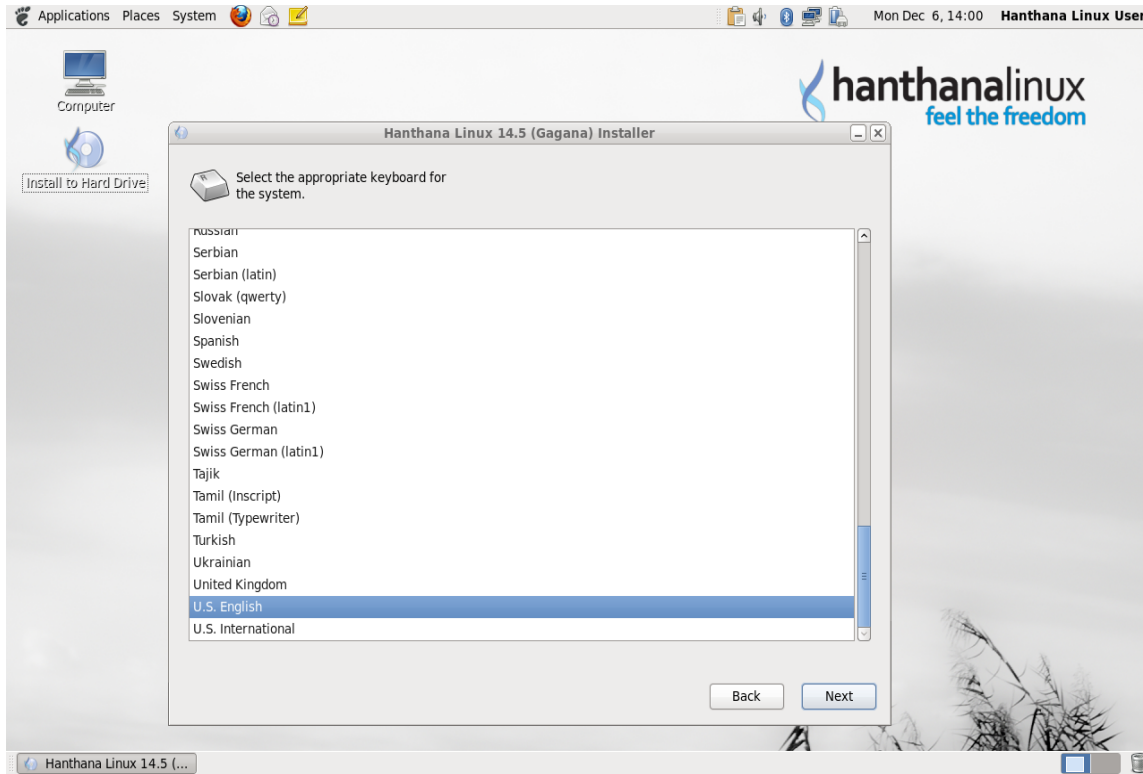 Applications Places System
Mon Dec 6, 14:00 Hanthana Linux User
Computer
Install to Hard Drive
hanthanalinux
feel the freedom
Hanthana Linux 14.5 (Gagana) Installer
Select the appropriate keyboard for
the system.
Russian
Serbian
Serbian (latin)
Slovak (qwerty)
Slovenian
Spanish
Swedish
Swiss French
Swiss French (latin1)
Swiss German
Swiss German (latin1)
Tajik
Tamil (Inscript)
Tamil (Typewriter)
Turkish
Ukrainian
United Kingdom
U.S. English
U.S. International
Back Next
Hanthana Linux 14.5 (...